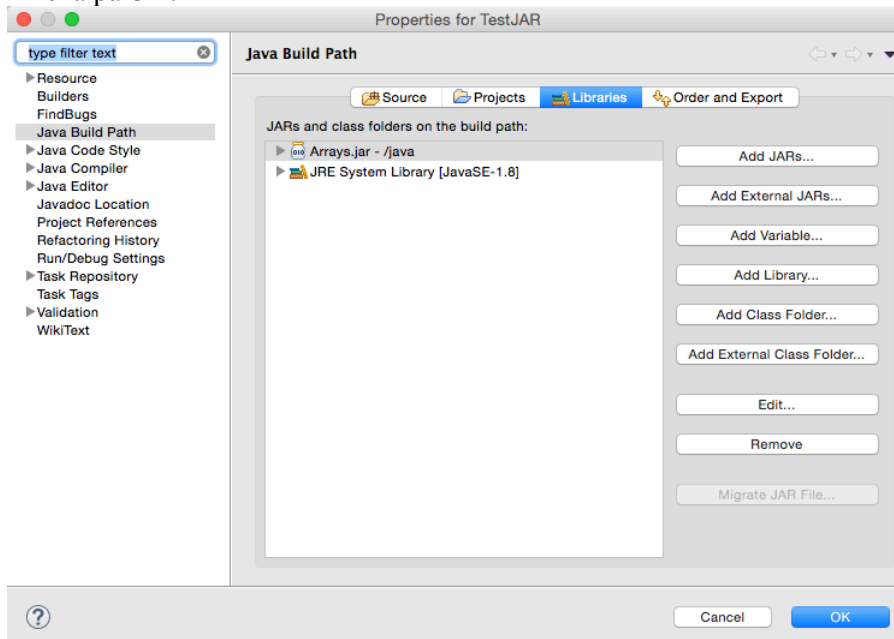 Properties for TestJAR
type filter text
Java Build Path
Resource
Builders
FindBugs
Java Build Path
Java Code Style
Java Compiler
Java Editor
Javadoc Location
Project References
Refactoring History
Run/Debug Settings
Task Repository
Task Tags
Validation
WikiText
Source
Projects
Libraries
Order and Export
JARs and class folders on the build path:
Arrays.jar - /java
JRE System Library [JavaSE-1.8]
Add JARs...
Add External JARs...
Add Variable...
Add Library...
Add Class Folder...
Add External Class Folder...
Edit...
Remove
Migrate JAR File...
?
Cancel
OK